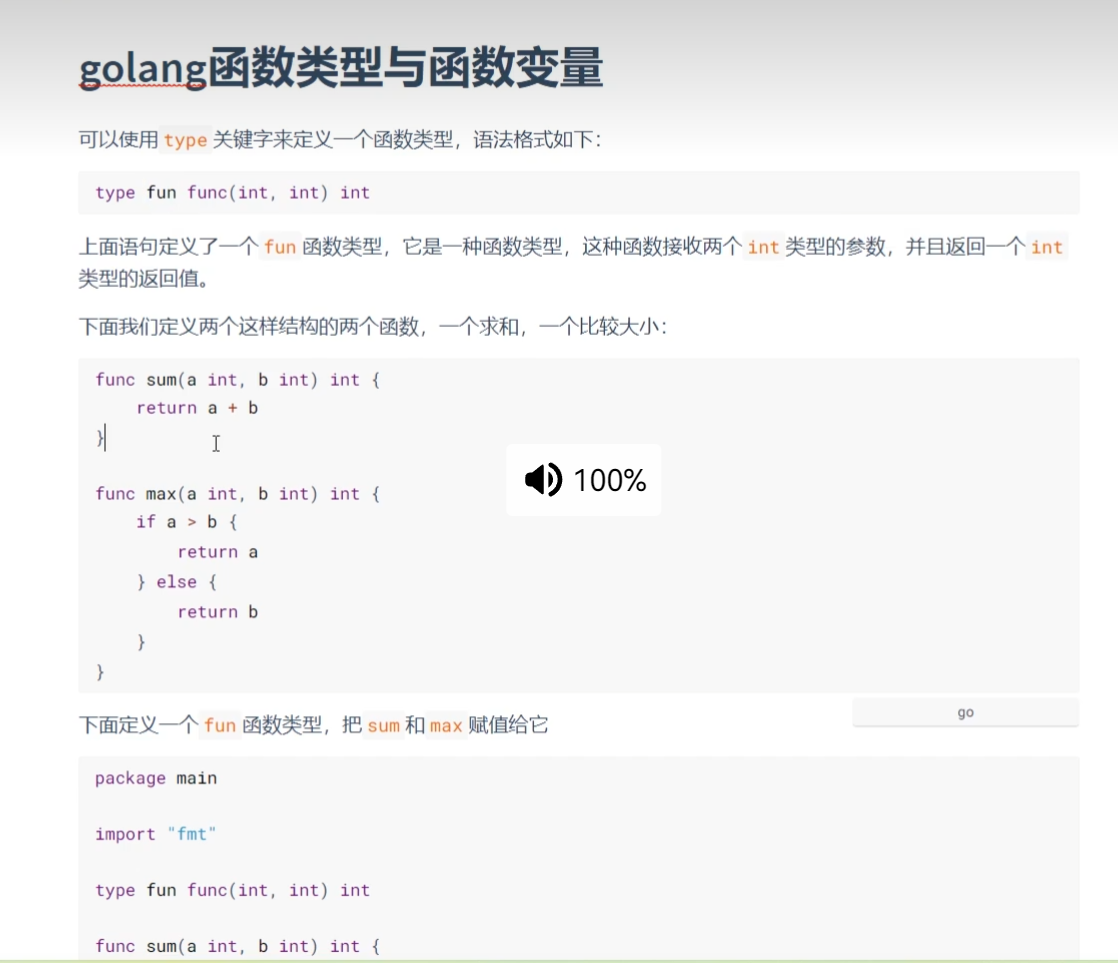 golang函数类型与函数变量
可以使用 type 关键字来定义一个函数类型，语法格式如下：
type fun func(int, int) int
上面语句定义了一个 fun 函数类型，它是一种函数类型，这种函数接收两个 int 类型的参数，并且返回一个 int
类型的返回值。
下面我们定义两个这样结构的两个函数，一个求和，一个比较大小：
func sum(a int, b int) int {
    return a + b
}
100%
func max(a int, b int) int {
    if a > b {
        return a
    } else {
        return b
    }
}
go
下面定义一个 fun 函数类型，把 sum 和 max 赋值给它
package main
import "fmt"
type fun func(int, int) int
func sum(a int, b int) int {